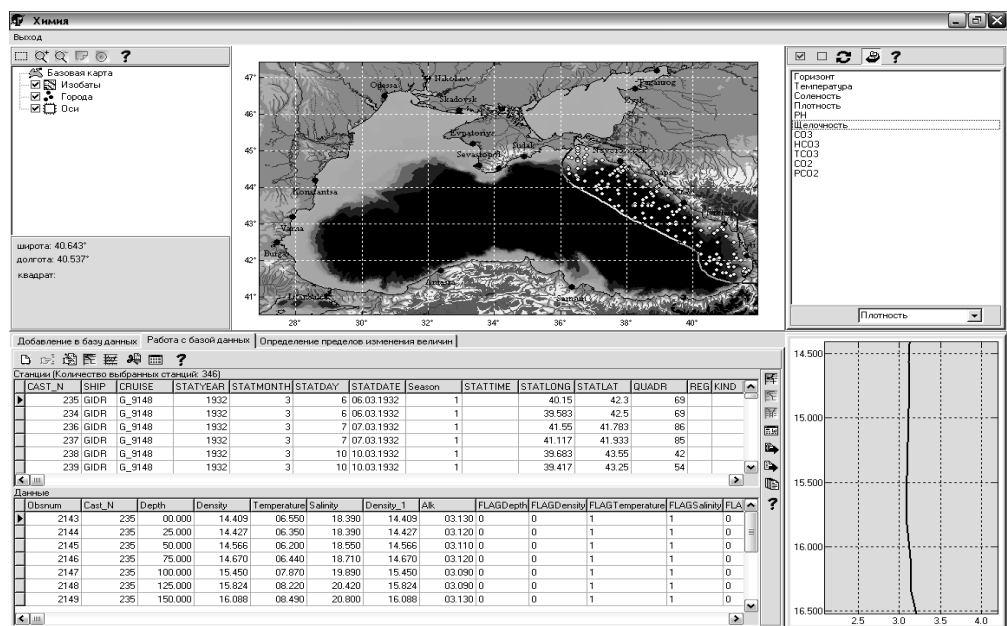 Химия
Выход
Базовая карта
Изобаты
Города
Оси
широта: 40.643°
долгота: 40.537°
квадрат:
47°
46°
45°
44°
43°
42°
41°
28°
30°
32°
34°
36°
38°
40°
Odessa
Nikolaev
Skadovsk
Taganrog
Eysk
Evpatoriya
Sudak
Sevastopol
Konstantsa
Varna
Burgas
Tuapse
Горизонт
Температура
Соленость
Плотность
PH
Щелочность
CO3
HCO3
TCO3
CO2
PCO2
Плотность
Добавление в базу данных Работа с базой данных Определение пределов изменения величин
Станции (Количество выбранных станций: 346)
CAST_N SHIP CRUISE STATYEAR STATMONTH STATDAY STATDATE Season STATTIME STATLONG STATLAT QUADR REG KIND
235 GIDR G_9148 1932 3 6 06.03.1932 1 40.15 42.3 69
234 GIDR G_9148 1932 3 6 06.03.1932 1 39.583 42.5 69
236 GIDR G_9148 1932 3 7 07.03.1932 1 41.55 41.783 86
237 GIDR G_9148 1932 3 7 07.03.1932 1 41.117 41.933 85
238 GIDR G_9148 1932 3 10 10.03.1932 1 39.683 43.55 42
239 GIDR G_9148 1932 3 10 10.03.1932 1 39.417 43.25 54
Данные
Obsnum Cast_N Depth Density Temperature Salinity Density_1 Alk FLAGDepth FLAGDensity FLAGTemperature FLAGSalinity FLA
2143 235 00.000 14.409 06.550 18.390 14.409 03.130 0 0 1 1 0
2144 235 25.000 14.427 06.350 18.390 14.427 03.120 0 0 1 1 0
2145 235 50.000 14.566 06.200 18.550 14.566 03.110 0 0 1 1 0
2146 235 75.000 14.670 06.440 18.710 14.670 03.120 0 0 1 1 0
2147 235 100.000 15.450 07.870 19.890 15.450 03.090 0 0 1 1 0
2148 235 125.000 15.824 08.220 20.420 15.824 03.090 0 0 1 1 0
2149 235 150.000 16.088 08.490 20.800 16.088 03.130 0 0 1 1 0
14.500
15.000
15.500
16.000
16.500
2.5 3.0 3.5 4.0